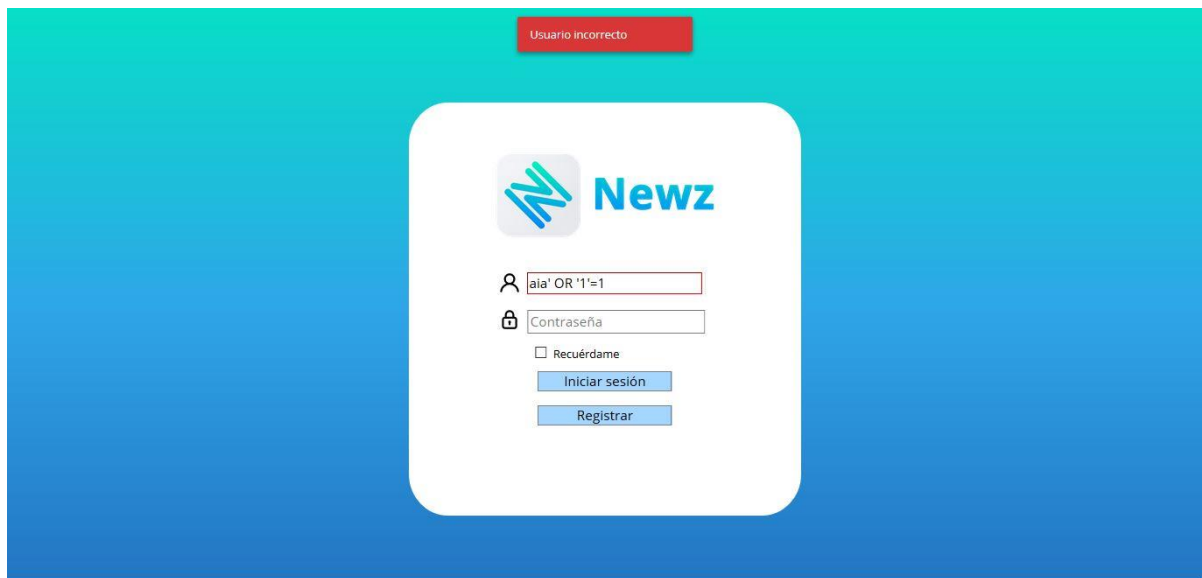 Usuario incorrecto
Newz
aia' OR '1'=1
Contraseña
Recuérdame
Iniciar sesión
Registrar